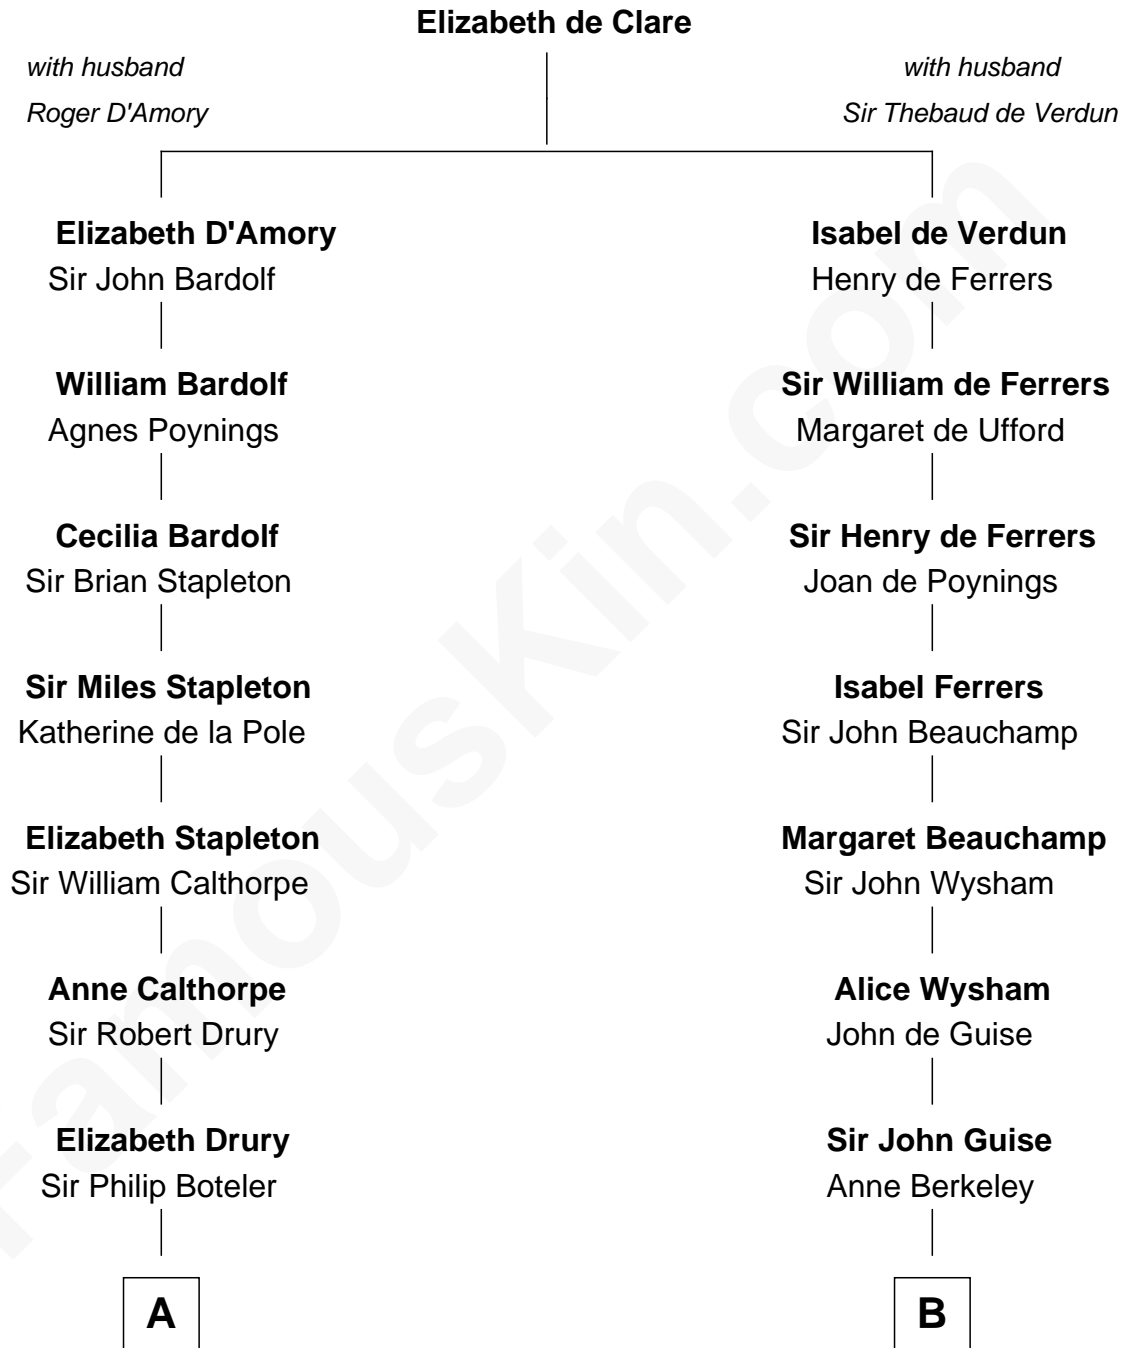 Elizabeth de Clare
with husband
Roger D'Amory
with husband
Sir Thebaud de Verdun
Elizabeth D'Amory
Sir John Bardolf
Isabel de Verdun
Henry de Ferrers
William Bardolf
Agnes Poynings
Sir William de Ferrers
Margaret de Ufford
Cecilia Bardolf
Sir Brian Stapleton
Sir Henry de Ferrers
Joan de Poynings
Sir Miles Stapleton
Katherine de la Pole
Isabel Ferrers
Sir John Beauchamp
Elizabeth Stapleton
Sir William Calthorpe
Margaret Beauchamp
Sir John Wysham
Anne Calthorpe
Sir Robert Drury
Alice Wysham
John de Guise
Elizabeth Drury
Sir Philip Boteler
Sir John Guise
Anne Berkeley
A
B
FamousKin.com